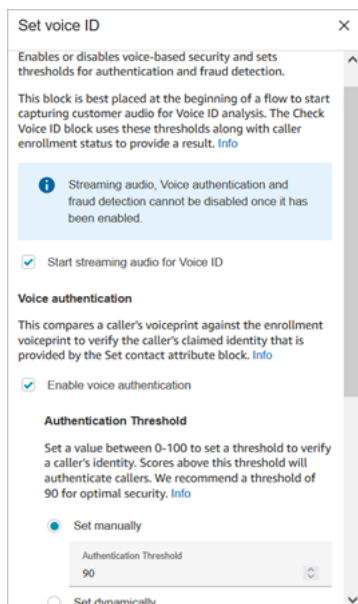 Set voice ID
Enables or disables voice-based security and sets
thresholds for authentication and fraud detection.
This block is best placed at the beginning of a flow to start
capturing customer audio for Voice ID analysis. The Check
Voice ID block uses these thresholds along with caller
enrollment status to provide a result. Info
Streaming audio, Voice authentication and
fraud detection cannot be disabled once it has
been enabled.
Start streaming audio for Voice ID
Voice authentication
This compares a caller's voiceprint against the enrollment
voiceprint to verify the caller's claimed identity that is
provided by the Set contact attribute block. Info
Enable voice authentication
Authentication Threshold
Set a value between 0-100 to set a threshold to verify
a caller's identity. Scores above this threshold will
authenticate callers. We recommend a threshold of
90 for optimal security. Info
Set manually
Authentication Threshold
90
Set dynamically